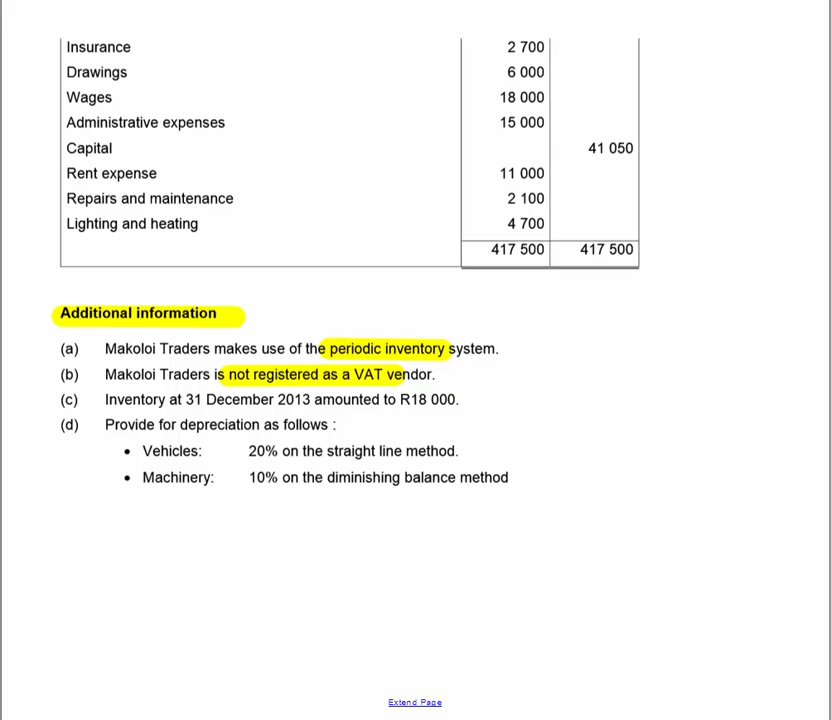 Insurance 2 700
Drawings 6 000
Wages 18 000
Administrative expenses 15 000
Capital 41 050
Rent expense 11 000
Repairs and maintenance 2 100
Lighting and heating 4 700
417 500 417 500
Additional information
(a) Makoloi Traders makes use of the periodic inventory system.
(b) Makoloi Traders is not registered as a VAT vendor.
(c) Inventory at 31 December 2013 amounted to R18 000.
(d) Provide for depreciation as follows :
• Vehicles: 20% on the straight line method.
• Machinery: 10% on the diminishing balance method
Extend Page